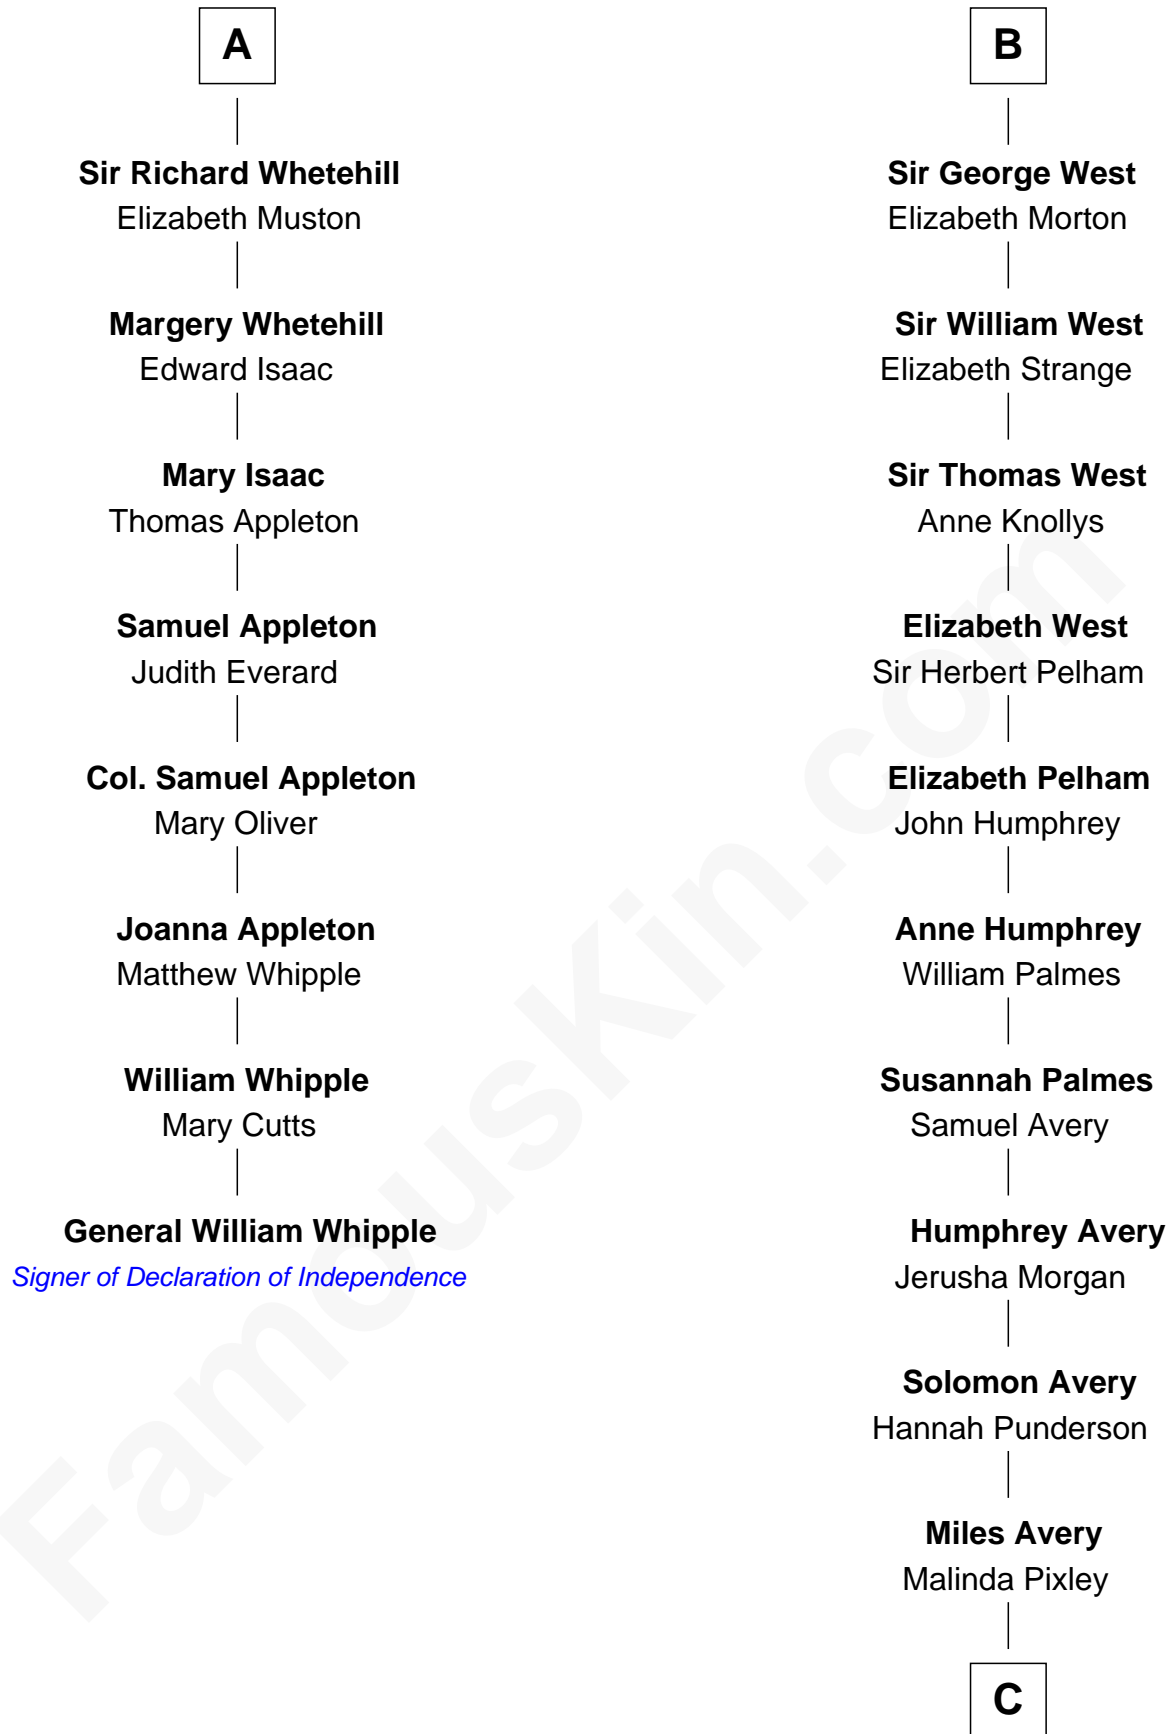 A
Sir Richard Whetehill
Elizabeth Muston
Margery Whetehill
Edward Isaac
Mary Isaac
Thomas Appleton
Samuel Appleton
Judith Everard
Col. Samuel Appleton
Mary Oliver
Joanna Appleton
Matthew Whipple
William Whipple
Mary Cutts
General William Whipple
Signer of Declaration of Independence
B
Sir George West
Elizabeth Morton
Sir William West
Elizabeth Strange
Sir Thomas West
Anne Knollys
Elizabeth West
Sir Herbert Pelham
Elizabeth Pelham
John Humphrey
Anne Humphrey
William Palmes
Susannah Palmes
Samuel Avery
Humphrey Avery
Jerusha Morgan
Solomon Avery
Hannah Punderson
Miles Avery
Malinda Pixley
C
FamousKin.com